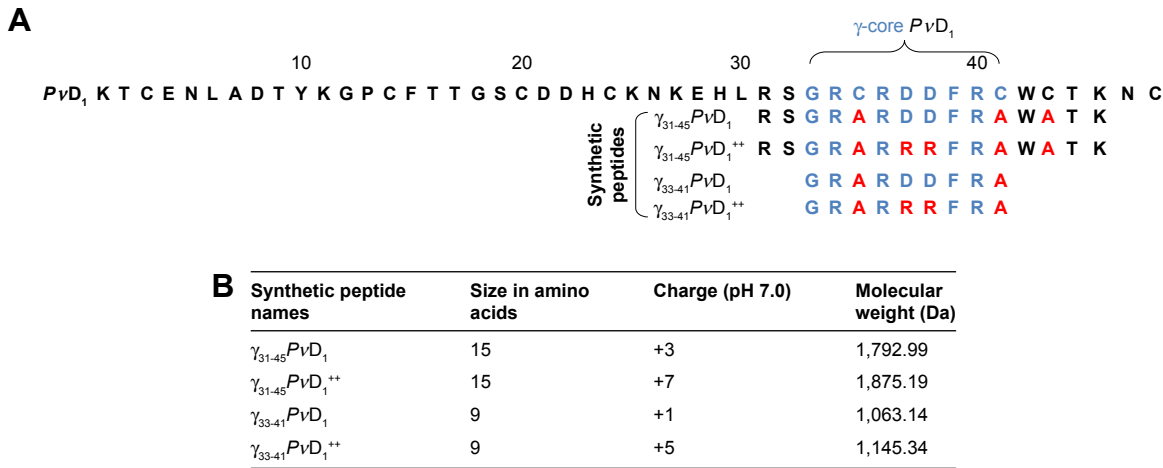 A
γ-core PvD1
10 20 30 40
PvD1 K T C E N L A D T Y K G P C F T T G S C D D H C K N K E H L R S G R C R D D F R C W C T K N C
Synthetic peptides
γ31-45PvD1 R S G R A R D D F R A W A T K
γ31-45PvD1++ R S G R A R R R F R A W A T K
γ33-41PvD1 G R A R D D F R A
γ33-41PvD1++ G R A R R R F R A
B
Synthetic peptide names Size in amino acids Charge (pH 7.0) Molecular weight (Da)
γ31-45PvD1 15 +3 1,792.99
γ31-45PvD1++ 15 +7 1,875.19
γ33-41PvD1 9 +1 1,063.14
γ33-41PvD1++ 9 +5 1,145.34